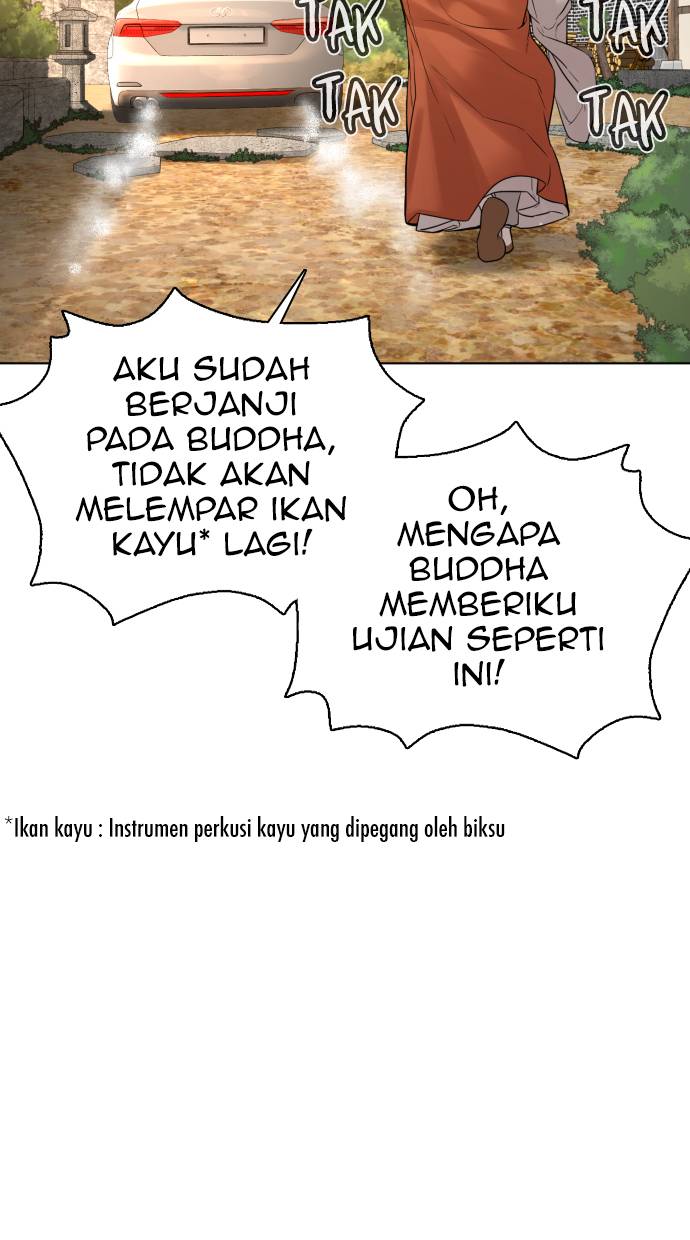 TAK
TAK
TAK
TAK
TAK
AKU SUDAH
BERJANJI
PADA BUDDHA,
TIDAK AKAN
MELEMPAR IKAN
KAYU* LAGI!
OH,
MENGAPA
BUDDHA
MEMBERIKU
UJIAN SEPERTI
INI!
*Ikan kayu : Instrumen perkusi kayu yang dipegang oleh biksu